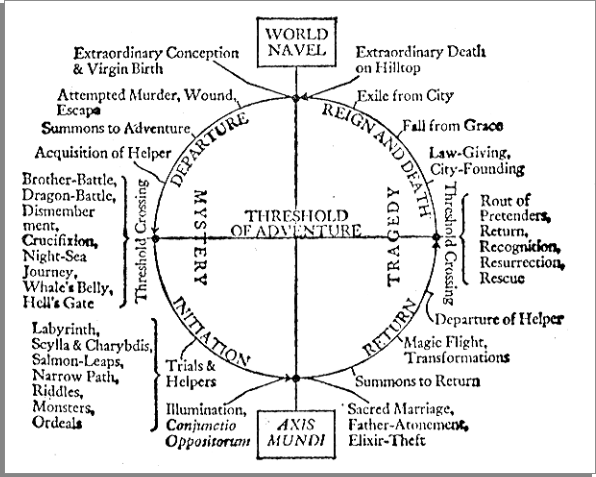 WORLD
NAVEL
Extraordinary Conception
& Virgin Birth
Extraordinary Death
on Hilltop
Attempted Murder, Wound,
Escape
Exile from City
Summons to Adventure
Fall from Grace
Acquisition of Helper
Law-Giving,
City-Founding
DEPARTURE
REIGN AND DEATH
Brother-Battle,
Dragon-Battle,
Dismember
ment,
Crucifixion,
Night-Sea
Journey,
Whale's Belly,
Hell's Gate
Threshold Crossing
MYSTERY
THRESHOLD
OF ADVENTURE
TRAGEDY
Threshold Crossing
Rout of
Pretenders,
Return,
Recognition,
Resurrection,
Rescue
INITIATION
RETURN
Departure of Helper
Labyrinth,
Scylla & Charybdis,
Salmon-Leaps,
Narrow Path,
Riddles,
Monsters,
Ordeals
Trials &
Helpers
Magic Flight,
Transformations
Summons to Return
Illumination,
Conjunctio
Oppositorum
Sacred Marriage,
Father-Atonement,
Elixir-Theft
AXIS
MUNDI